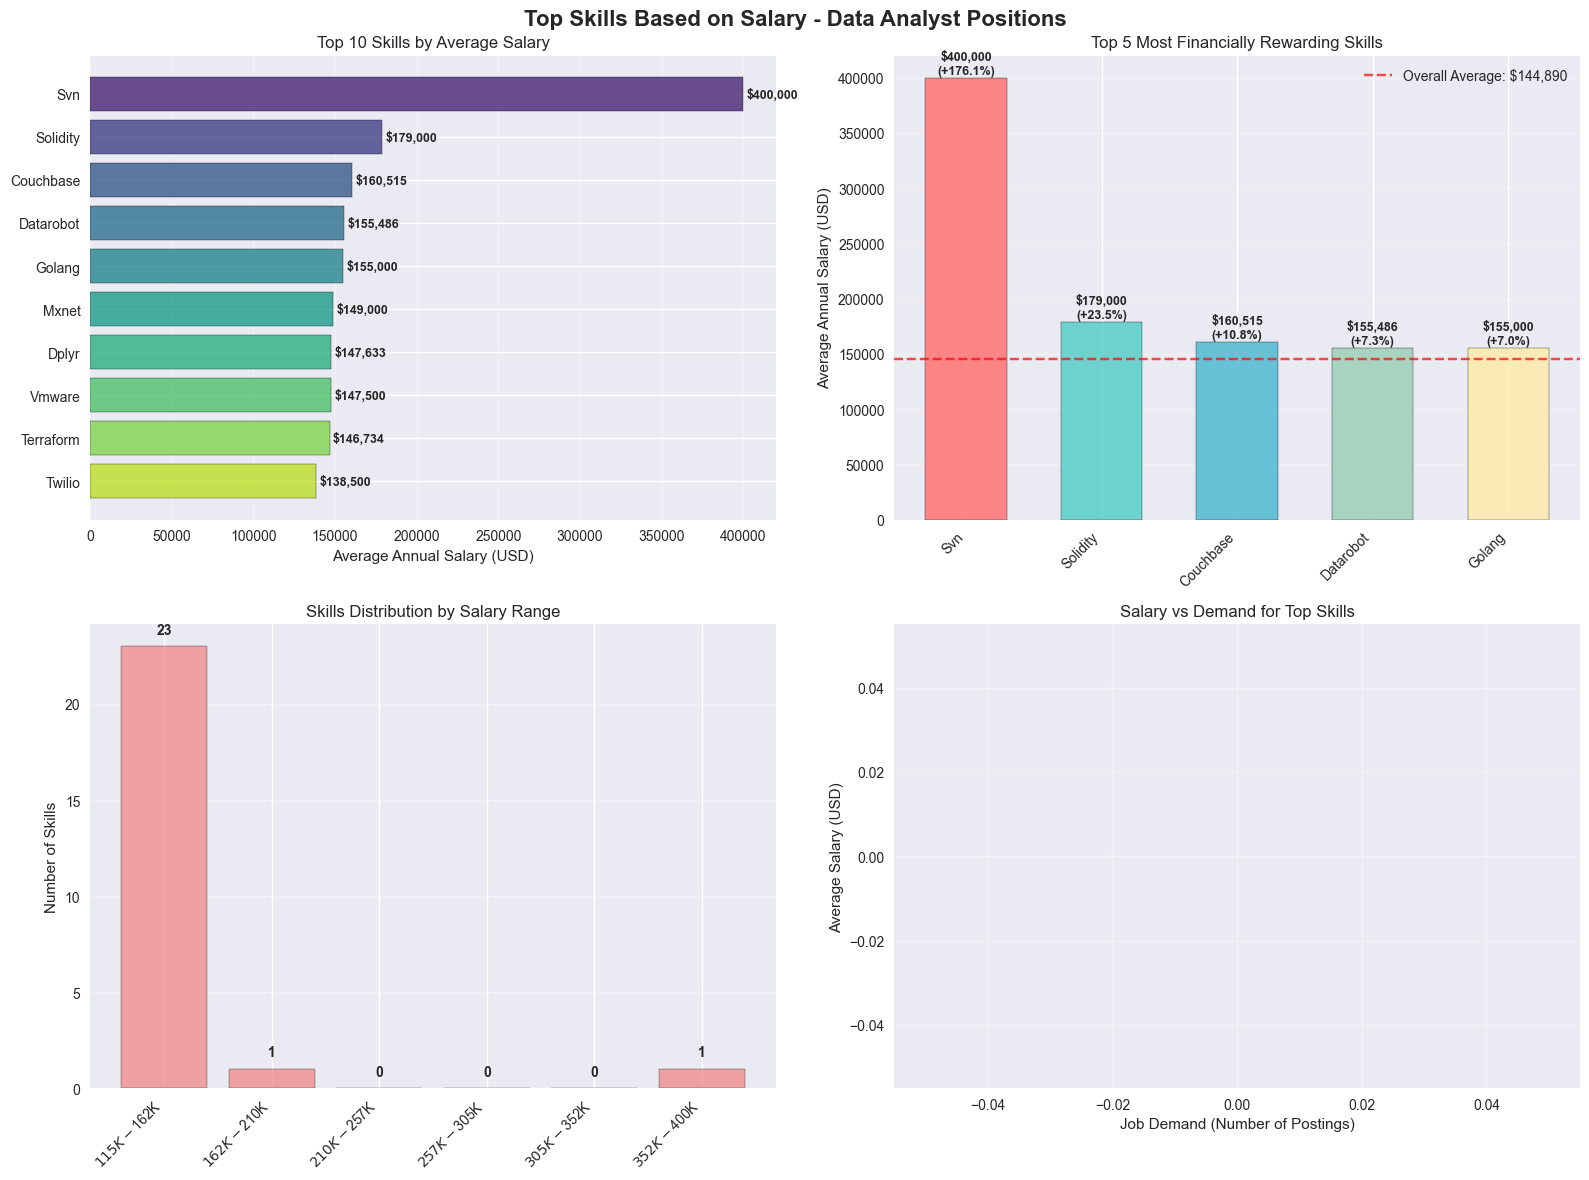 Top Skills Based on Salary - Data Analyst Positions
Top 10 Skills by Average Salary
Svn
$400,000
Solidity
$179,000
Couchbase
$160,515
Datarobot
$155,486
Golang
$155,000
Mxnet
$149,000
Dplyr
$147,633
Vmware
$147,500
Terraform
$146,734
Twilio
$138,500
0 50000 100000 150000 200000 250000 300000 350000 400000
Average Annual Salary (USD)
Top 5 Most Financially Rewarding Skills
Average Annual Salary (USD)
400000
350000
300000
250000
200000
150000
100000
50000
0
Overall Average: $144,890
$400,000
(+176.1%)
$179,000
(+23.5%)
$160,515
(+10.8%)
$155,486
(+7.3%)
$155,000
(+7.0%)
Svn Solidity Couchbase Datarobot Golang
Skills Distribution by Salary Range
Number of Skills
20
15
10
5
0
23
1
0
0
0
1
115K-162K
162K-210K
210K-257K
257K-305K
305K-352K
352K-400K
Salary vs Demand for Top Skills
Average Salary (USD)
0.04
0.02
0.00
−0.02
−0.04
−0.04 −0.02 0.00 0.02 0.04
Job Demand (Number of Postings)